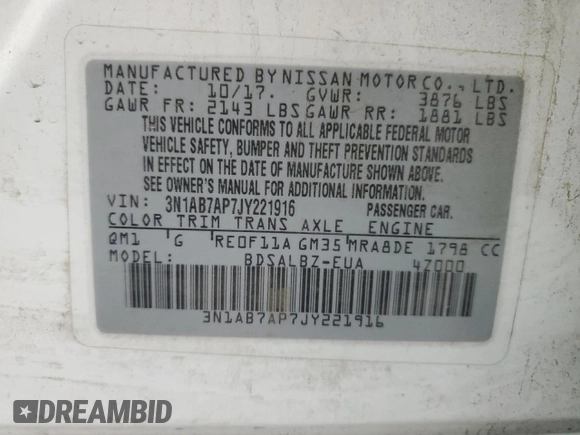 MANUFACTURED BY NISSAN MOTOR CO., LTD.
DATE: 10/17. GVWR: 3876 LBS
GAWR FR: 2143 LBS GAWR RR: 1881 LBS
THIS VEHICLE CONFORMS TO ALL APPLICABLE FEDERAL MOTOR
VEHICLE SAFETY, BUMPER AND THEFT PREVENTION STANDARDS
IN EFFECT ON THE DATE OF MANUFACTURE SHOWN ABOVE.
SEE OWNER'S MANUAL FOR ADDITIONAL INFORMATION.
VIN: 3N1AB7AP7JY221916 PASSENGER CAR.
COLOR TRIM TRANS AXLE ENGINE
QM1 G RE0F11A GM35 MRA8DE 1798 CC
MODEL: BDSALBZ-EUA 4Z000
3N1AB7AP7JY221916
DREAMBID